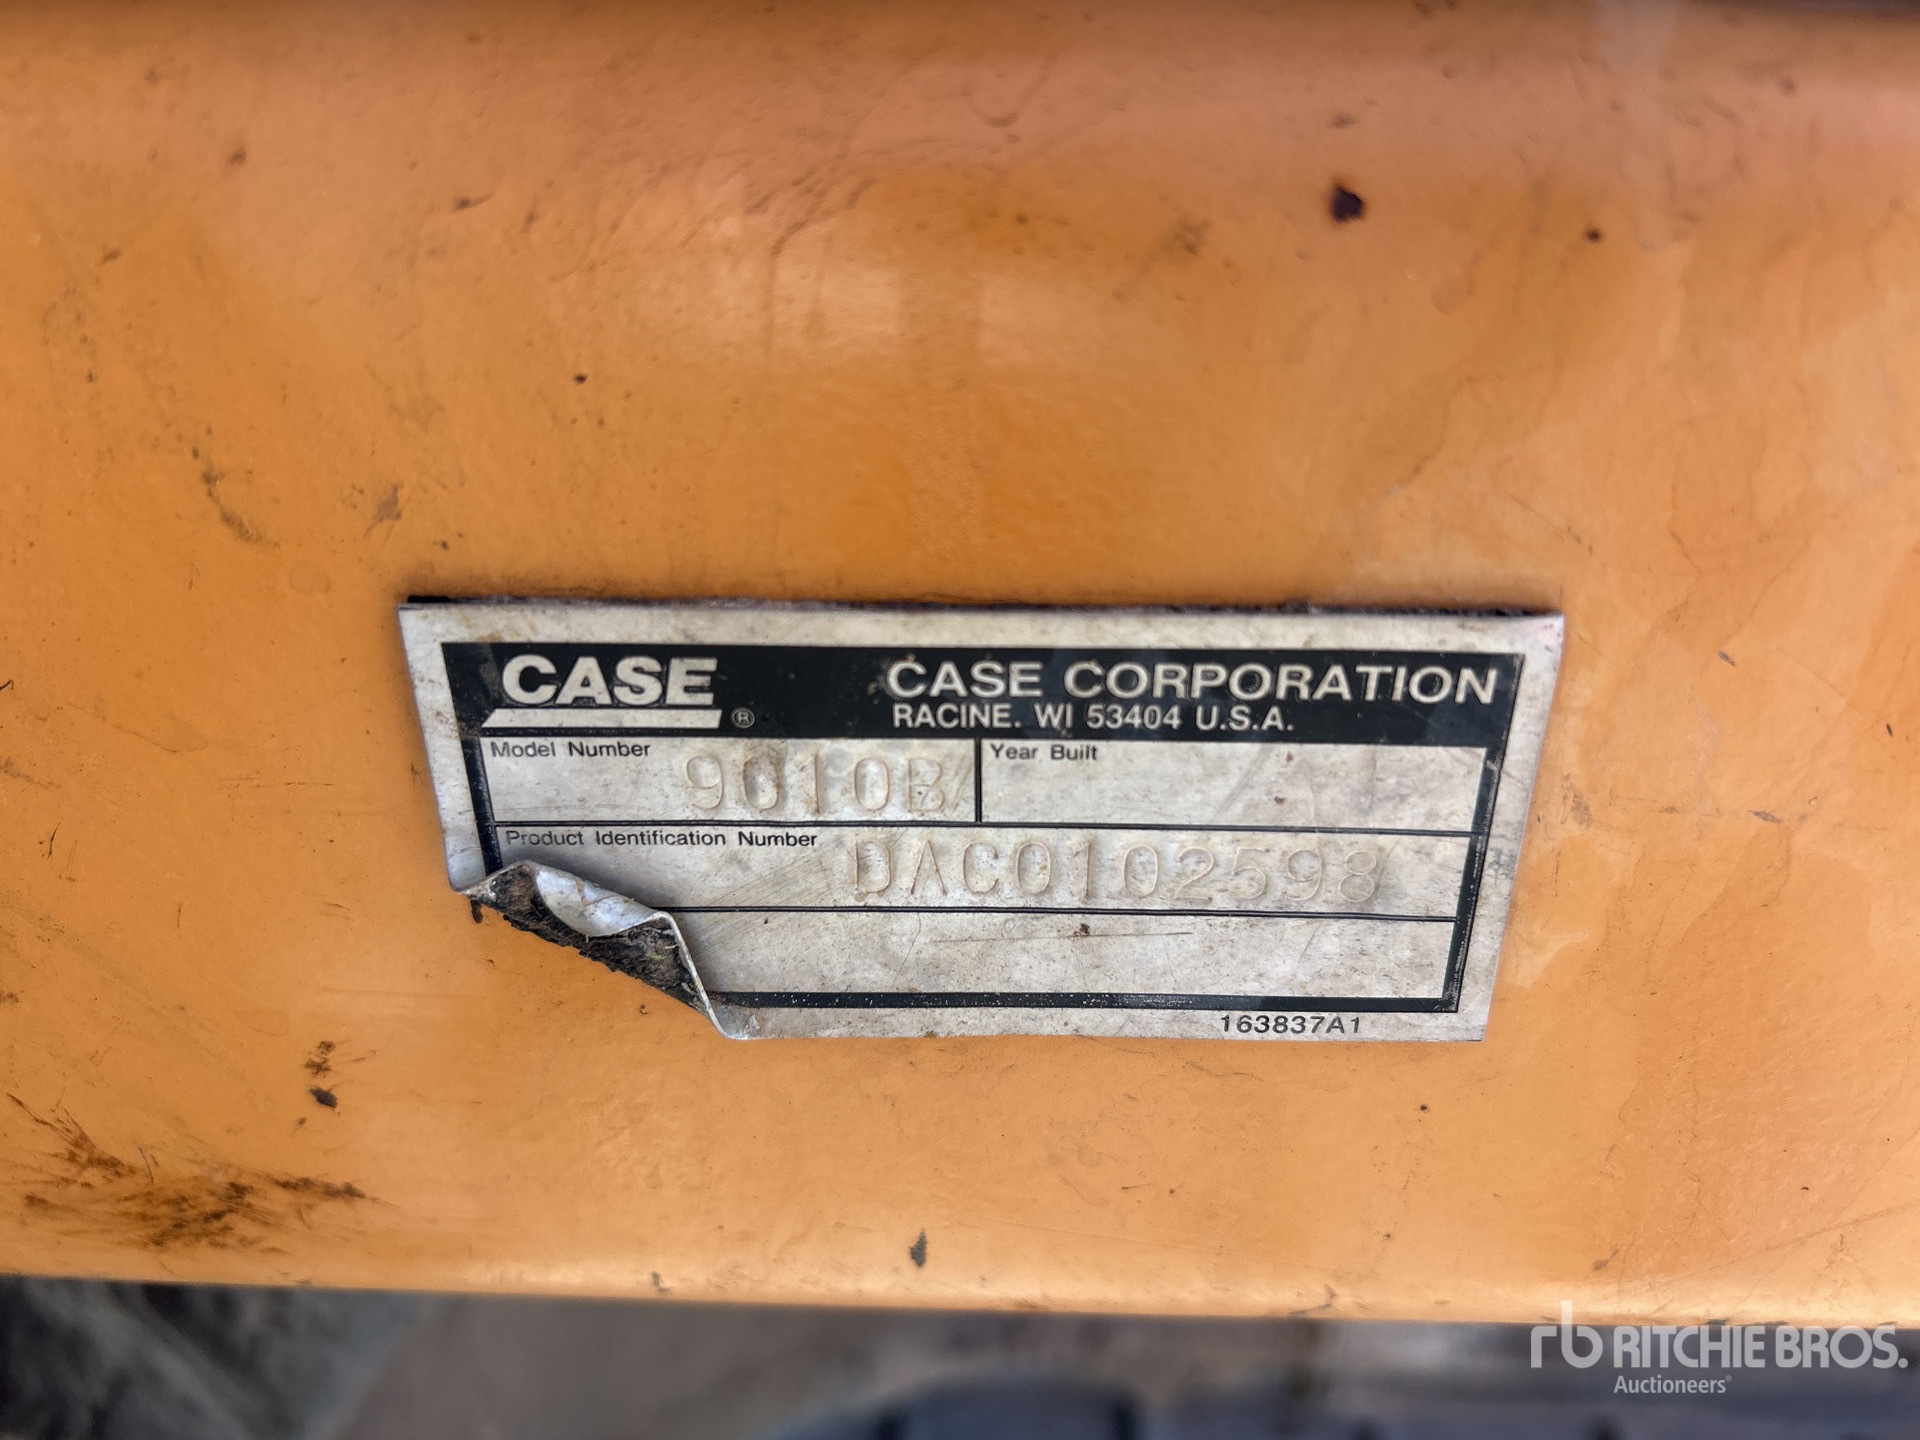 CASE ®
CASE CORPORATION
RACINE. WI 53404 U.S.A.
Model Number 9010B
Year Built
Product Identification Number DAC0102598
163837A1
rb RITCHIE BROS.
Auctioneers®